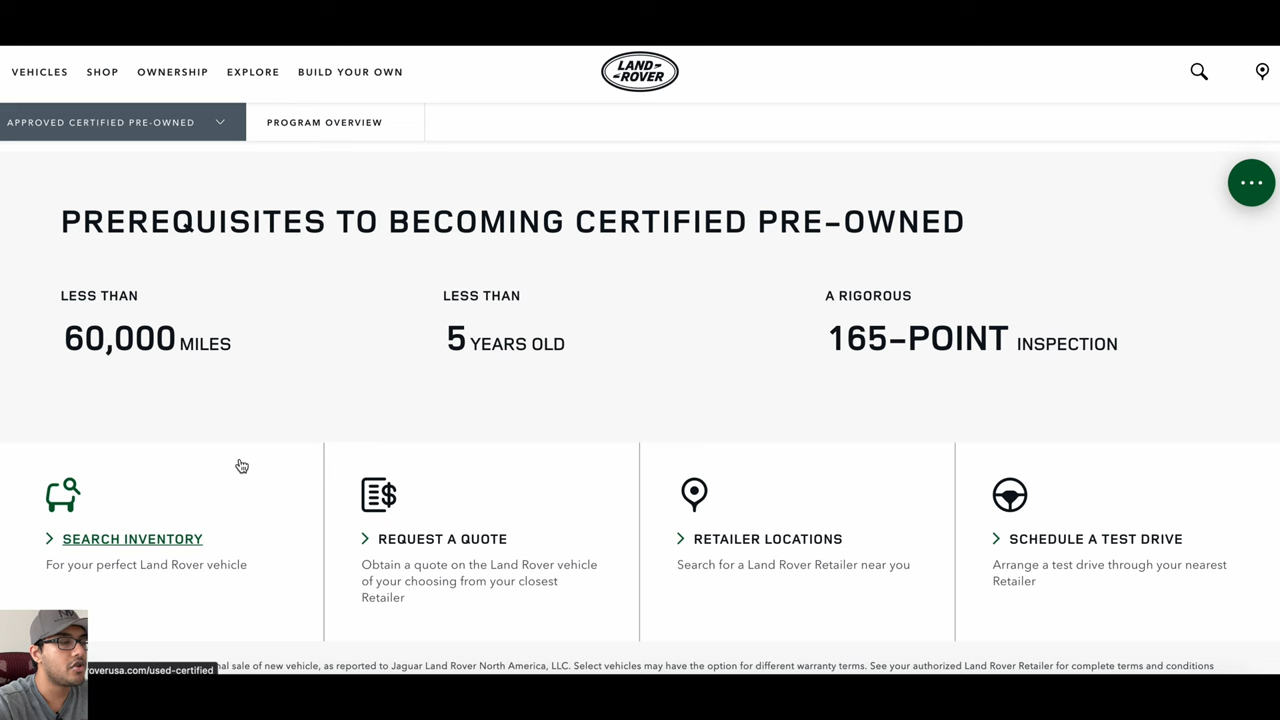 VEHICLES SHOP OWNERSHIP EXPLORE BUILD YOUR OWN
LAND-
-ROVER
APPROVED CERTIFIED PRE-OWNED PROGRAM OVERVIEW
PREREQUISITES TO BECOMING CERTIFIED PRE-OWNED
LESS THAN
60,000 MILES
LESS THAN
5 YEARS OLD
A RIGOROUS
165-POINT INSPECTION
SEARCH INVENTORY
For your perfect Land Rover vehicle
REQUEST A QUOTE
Obtain a quote on the Land Rover vehicle
of your choosing from your closest
Retailer
RETAILER LOCATIONS
Search for a Land Rover Retailer near you
SCHEDULE A TEST DRIVE
Arrange a test drive through your nearest
Retailer
overusa.com/used-certified
sale of new vehicle, as reported to Jaguar Land Rover North America, LLC. Select vehicles may have the option for different warranty terms. See your authorized Land Rover Retailer for complete terms and conditions